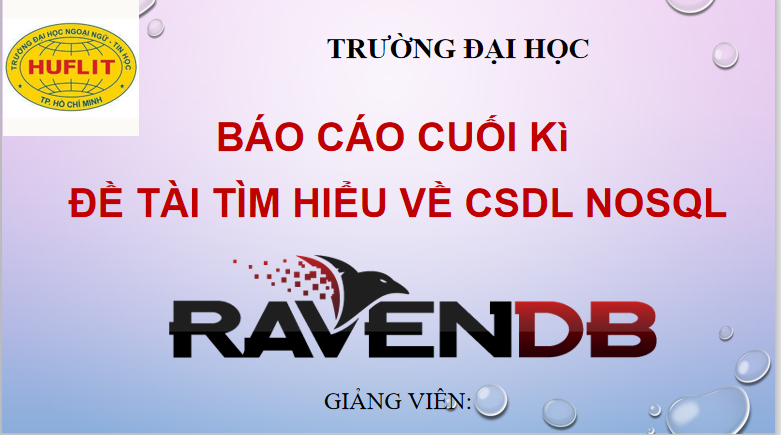 TRƯỜNG ĐẠI HỌC NGOẠI NGỮ - TIN HỌC
HUFLIT
TP. HỒ CHÍ MINH
TRƯỜNG ĐẠI HỌC
BÁO CÁO CUỐI Kì
ĐỀ TÀI TÌM HIỂU VỀ CSDL NOSQL
RAVENDB
GIẢNG VIÊN: